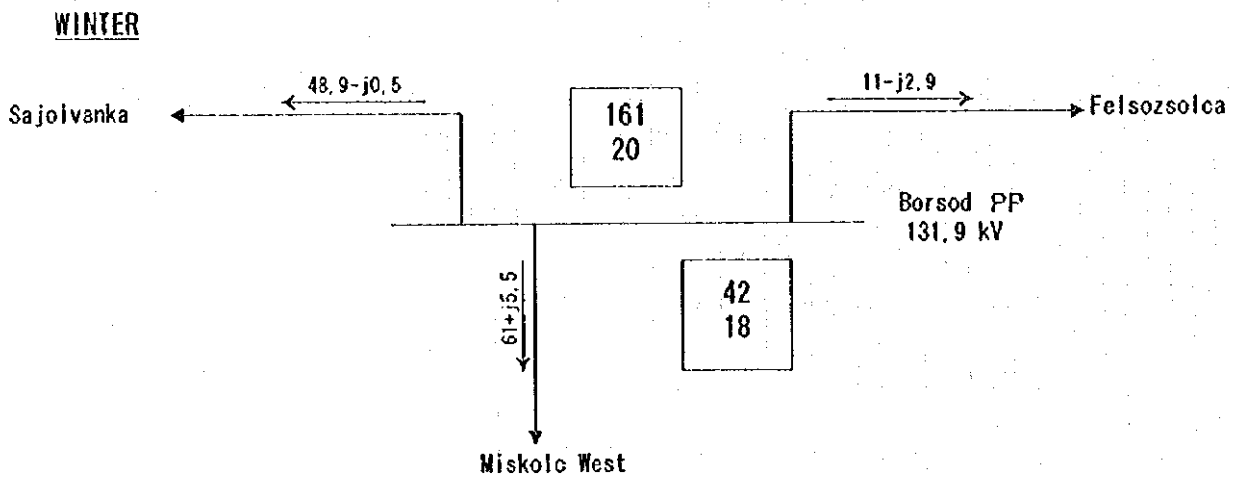 WINTER
48,9-j0,5
11-j2,9
Sajolvanka
161
20
Felsozsolca
Borsod PP
131,9 kV
61+j5,5
42
18
Miskolc West